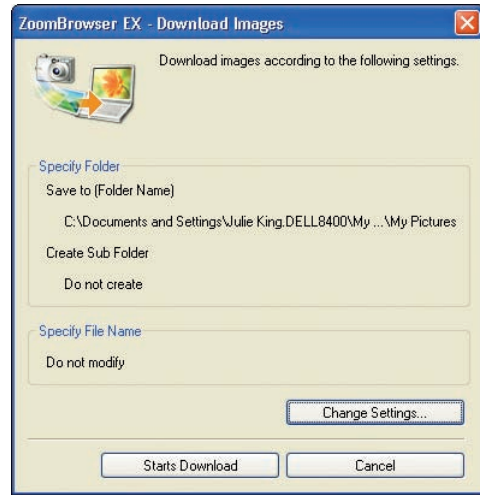 ZoomBrowser EX - Download Images
Download images according to the following settings.
Specify Folder
Save to (Folder Name)
C:\Documents and Settings\Julie King.DELL8400\My ...\My Pictures
Create Sub Folder
Do not create
Specify File Name
Do not modify
Change Settings...
Starts Download
Cancel